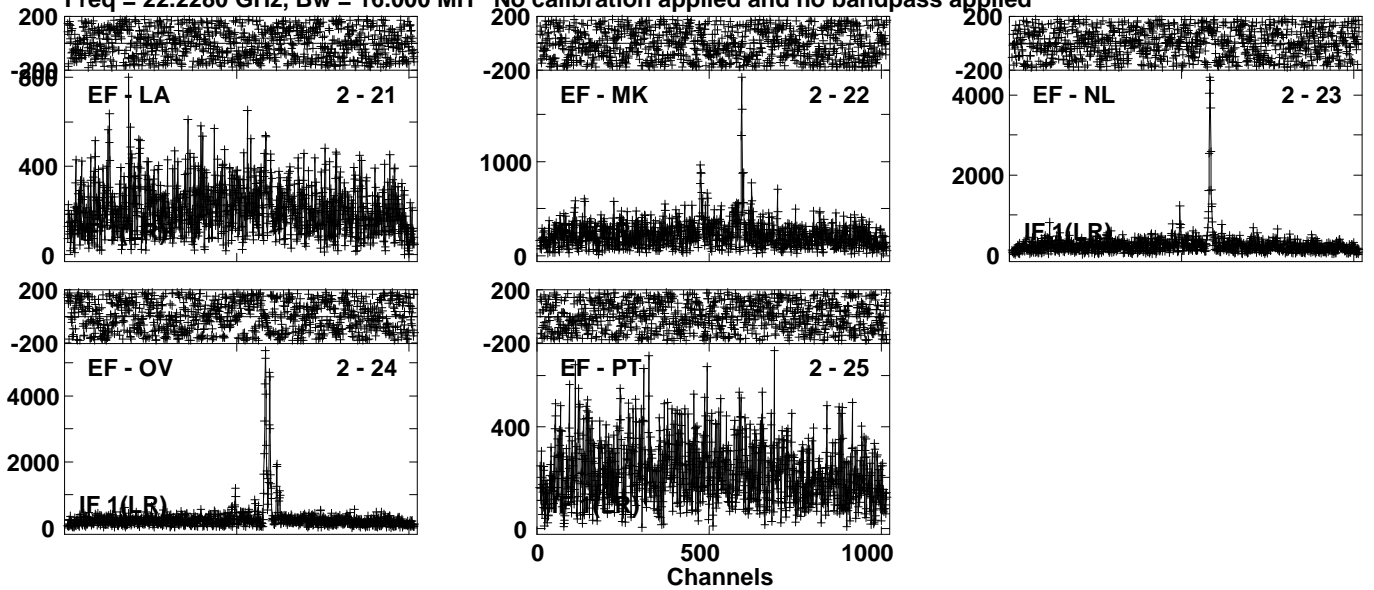 Freq = 22.2280 GHz, Bw = 16.000 MH No calibration applied and no bandpass applied
200
-200
EF - LA 2 - 21
800
400
0
200
-200
EF - MK 2 - 22
1000
0
200
-200
EF - NL 2 - 23
4000
2000
0
IF 1(LR)
200
-200
EF - OV 2 - 24
4000
2000
0
IF 1(LR)
200
-200
EF - PT 2 - 25
400
0
0 500 1000
Channels